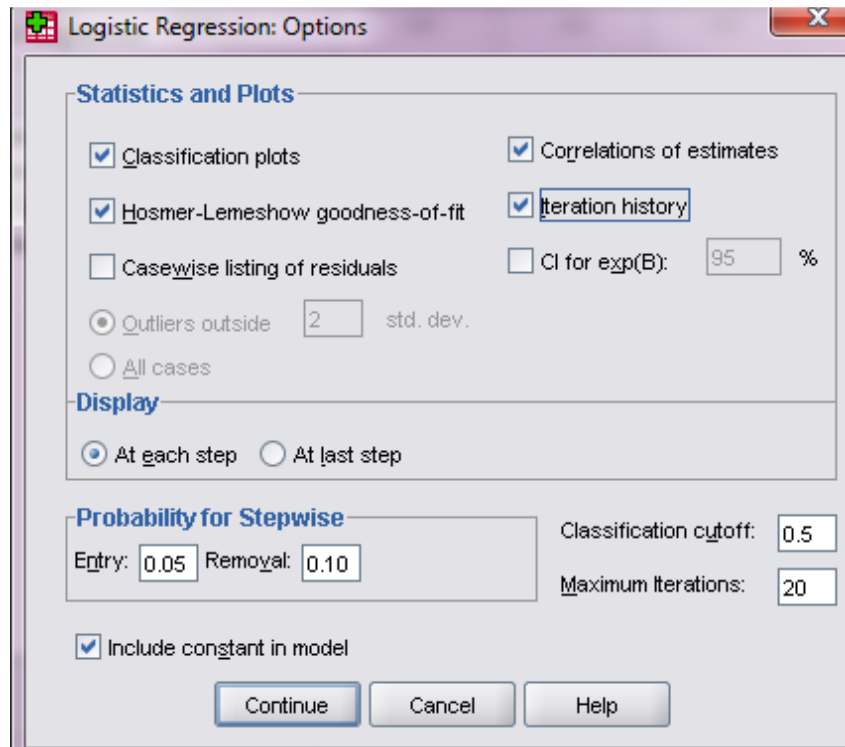 Logistic Regression: Options
Statistics and Plots
Classification plots
Correlations of estimates
Hosmer-Lemeshow goodness-of-fit
Iteration history
Casewise listing of residuals
CI for exp(B): 95 %
Outliers outside 2 std. dev.
All cases
Display
At each step At last step
Probability for Stepwise
Entry: 0.05 Removal: 0.10
Classification cutoff: 0.5
Maximum Iterations: 20
Include constant in model
Continue Cancel Help